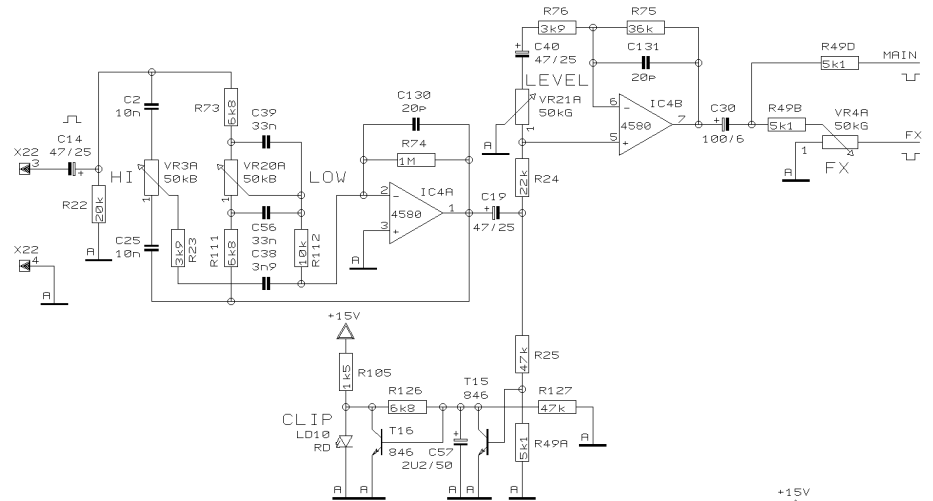 R76
3k9
R75
36k
C40
47/25
C131
20p
R49D
5k1
MAIN
LEVEL
VR21A
50kG
1
6
5
7
IC4B
4580
C30
100/6
R49B
5k1
VR4A
50kG
1
FX
FX
A
A
C14
47/25
X22
3
R22
20k
A
X22
4
A
HI
C2
10n
VR3A
50kB
1
C25
10n
R23
3k9
R73
6k8
C39
33n
VR20A
50kB
1
LOW
C56
33n
R111
6k8
C38
3n9
R112
10k
C130
20p
R74
1M
2
3
1
IC4A
4580
A
C19
47/25
R24
22k
R25
47k
+15V
R105
1k5
R126
6k8
T15
846
R127
47k
CLIP
LD10
RD
T16
846
C57
2U2/50
R49A
5k1
A
A
A
A
A
A
+15V